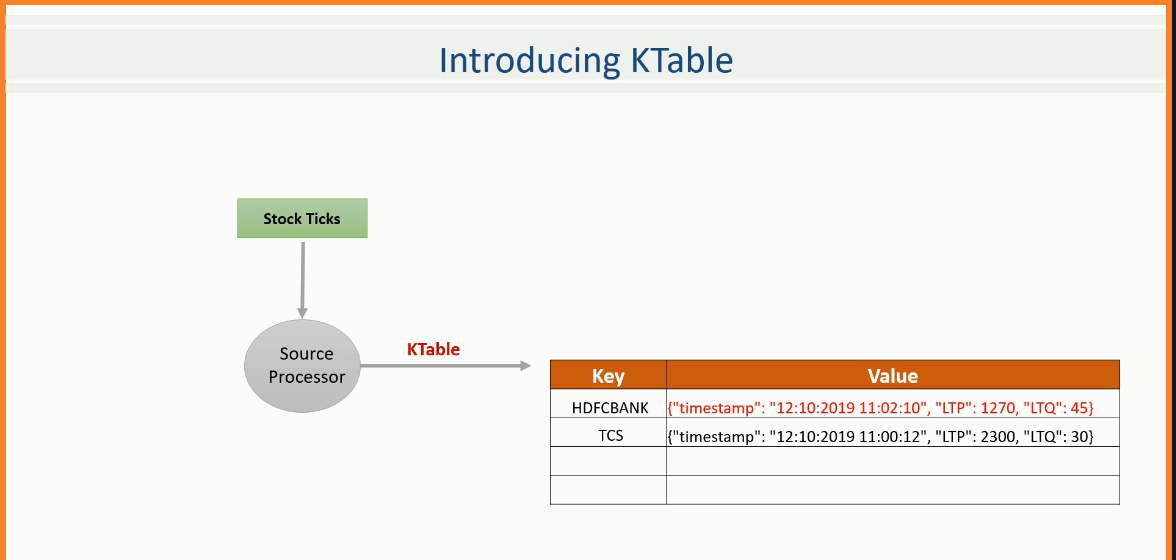 Introducing KTable
Stock Ticks
Source
Processor
KTable
Key Value
HDFCBANK {"timestamp": "12:10:2019 11:02:10", "LTP": 1270, "LTQ": 45}
TCS {"timestamp": "12:10:2019 11:00:12", "LTP": 2300, "LTQ": 30}